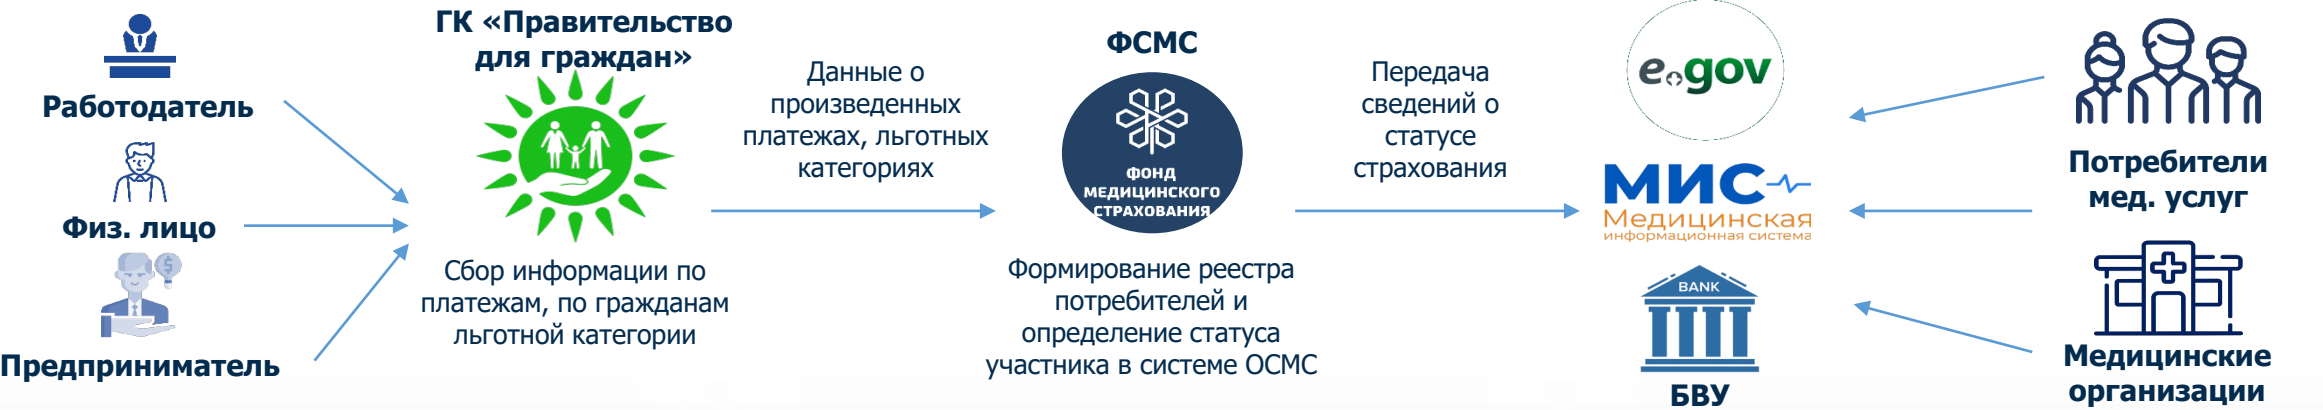 Работодатель
Физ. лицо
Предприниматель
ГК «Правительство
для граждан»
Сбор информации по
платежам, по гражданам
льготной категории
Данные о
произведенных
платежах, льготных
категориях
ФСМС
ФОНД
МЕДИЦИНСКОГО
СТРАХОВАНИЯ
Формирование реестра
потребителей и
определение статуса
участника в системе ОСМС
Передача
сведений о
статусе
страхования
e.gov
МИС
Медицинская
информационная система
BANK
БВУ
Потребители
мед. услуг
Медицинские
организации